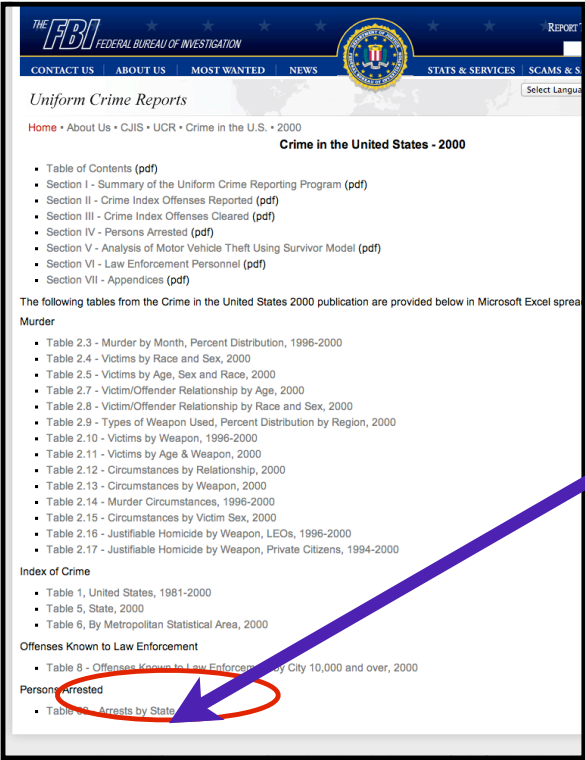 THE FBI FEDERAL BUREAU OF INVESTIGATION
REPORT
CONTACT US ABOUT US MOST WANTED NEWS STATS & SERVICES SCAMS & S
Select Langua
Uniform Crime Reports
Home • About Us • CJIS • UCR • Crime in the U.S. • 2000
Crime in the United States - 2000
Table of Contents (pdf)
Section I - Summary of the Uniform Crime Reporting Program (pdf)
Section II - Crime Index Offenses Reported (pdf)
Section III - Crime Index Offenses Cleared (pdf)
Section IV - Persons Arrested (pdf)
Section V - Analysis of Motor Vehicle Theft Using Survivor Model (pdf)
Section VI - Law Enforcement Personnel (pdf)
Section VII - Appendices (pdf)
The following tables from the Crime in the United States 2000 publication are provided below in Microsoft Excel sprea
Murder
Table 2.3 - Murder by Month, Percent Distribution, 1996-2000
Table 2.4 - Victims by Race and Sex, 2000
Table 2.5 - Victims by Age, Sex and Race, 2000
Table 2.7 - Victim/Offender Relationship by Age, 2000
Table 2.8 - Victim/Offender Relationship by Race and Sex, 2000
Table 2.9 - Types of Weapon Used, Percent Distribution by Region, 2000
Table 2.10 - Victims by Weapon, 1996-2000
Table 2.11 - Victims by Age & Weapon, 2000
Table 2.12 - Circumstances by Relationship, 2000
Table 2.13 - Circumstances by Weapon, 2000
Table 2.14 - Murder Circumstances, 1996-2000
Table 2.15 - Circumstances by Victim Sex, 2000
Table 2.16 - Justifiable Homicide by Weapon, LEOs, 1996-2000
Table 2.17 - Justifiable Homicide by Weapon, Private Citizens, 1994-2000
Index of Crime
Table 1, United States, 1981-2000
Table 5, State, 2000
Table 6, By Metropolitan Statistical Area, 2000
Offenses Known to Law Enforcement
Table 8 - Offenses Known to Law Enforcement by City 10,000 and over, 2000
Persons Arrested
Table - Arrests by State